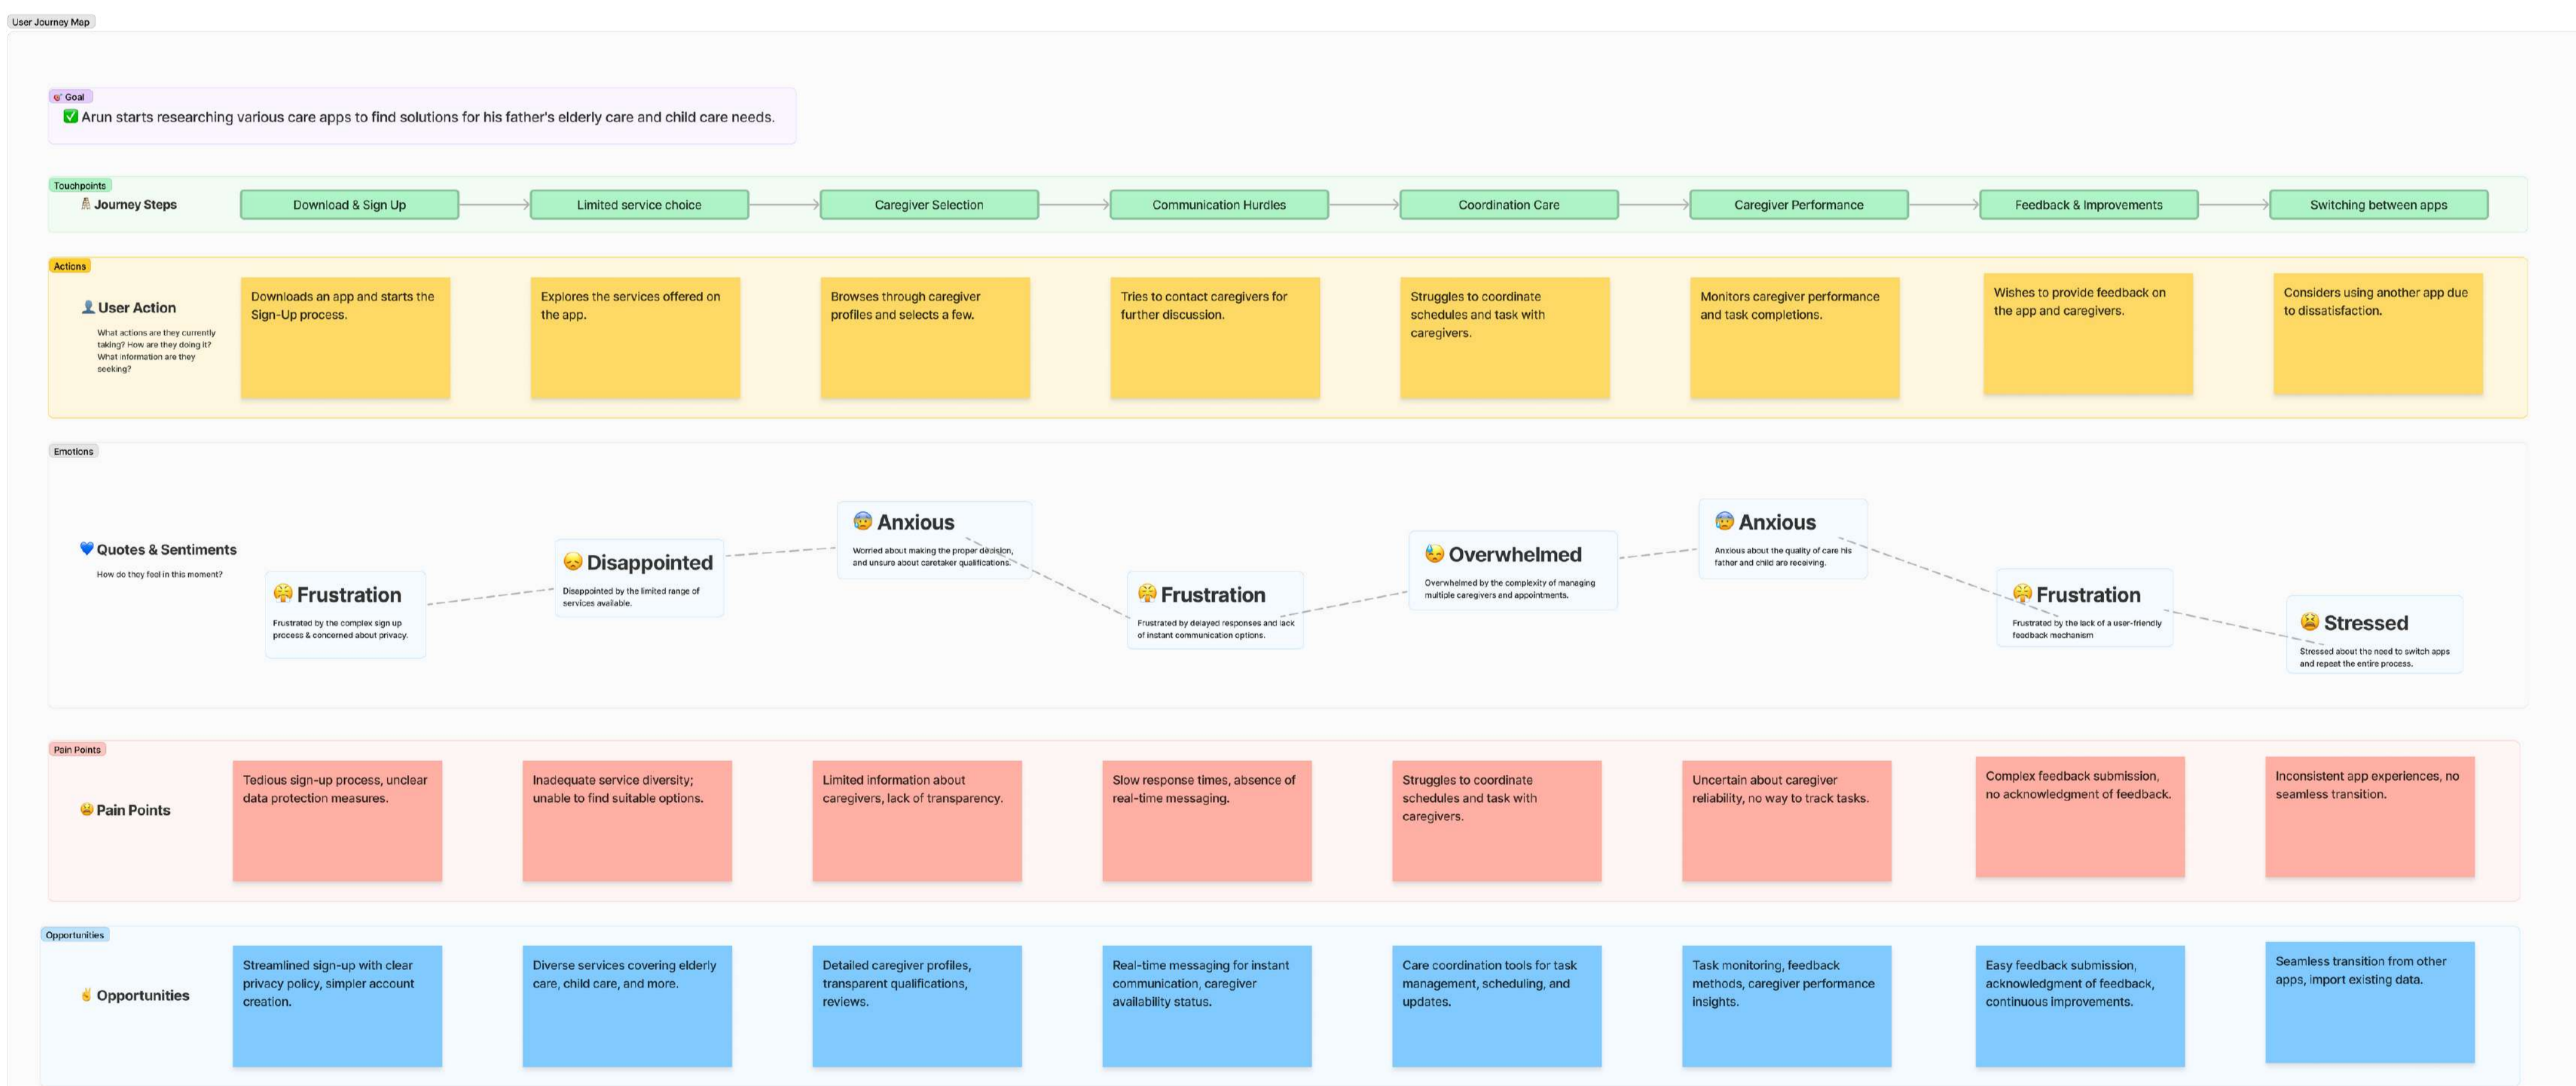 User Journey Map
Goal
Arun starts researching various care apps to find solutions for his father's elderly care and child care needs.
Touchpoints
Journey Steps
Download & Sign Up
Limited service choice
Caregiver Selection
Communication Hurdles
Coordination Care
Caregiver Performance
Feedback & Improvements
Switching between apps
Actions
User Action
What actions are they currently
taking? How are they doing it?
What information are they
seeking?
Downloads an app and starts the
Sign-Up process.
Explores the services offered on
the app.
Browses through caregiver
profiles and selects a few.
Tries to contact caregivers for
further discussion.
Struggles to coordinate
schedules and task with
caregivers.
Monitors caregiver performance
and task completions.
Wishes to provide feedback on
the app and caregivers.
Considers using another app due
to dissatisfaction.
Emotions
Quotes & Sentiments
How do they feel in this moment?
Frustration
Frustrated by the complex sign up
process & concerned about privacy.
Disappointed
Disappointed by the limited range of
services available.
Anxious
Worried about making the proper decision,
and unsure about caretaker qualifications.
Frustration
Frustrated by delayed responses and lack
of instant communication options.
Overwhelmed
Overwhelmed by the complexity of managing
multiple caregivers and appointments.
Anxious
Anxious about the quality of care his
father and child are receiving.
Frustration
Frustrated by the lack of a user-friendly
feedback mechanism
Stressed
Stressed about the need to switch apps
and repeat the entire process.
Pain Points
Pain Points
Tedious sign-up process, unclear
data protection measures.
Inadequate service diversity;
unable to find suitable options.
Limited information about
caregivers, lack of transparency.
Slow response times, absence of
real-time messaging.
Struggles to coordinate
schedules and task with
caregivers.
Uncertain about caregiver
reliability, no way to track tasks.
Complex feedback submission,
no acknowledgment of feedback.
Inconsistent app experiences, no
seamless transition.
Opportunities
Opportunities
Streamlined sign-up with clear
privacy policy, simpler account
creation.
Diverse services covering elderly
care, child care, and more.
Detailed caregiver profiles,
transparent qualifications,
reviews.
Real-time messaging for instant
communication, caregiver
availability status.
Care coordination tools for task
management, scheduling, and
updates.
Task monitoring, feedback
methods, caregiver performance
insights.
Easy feedback submission,
acknowledgment of feedback,
continuous improvements.
Seamless transition from other
apps, import existing data.